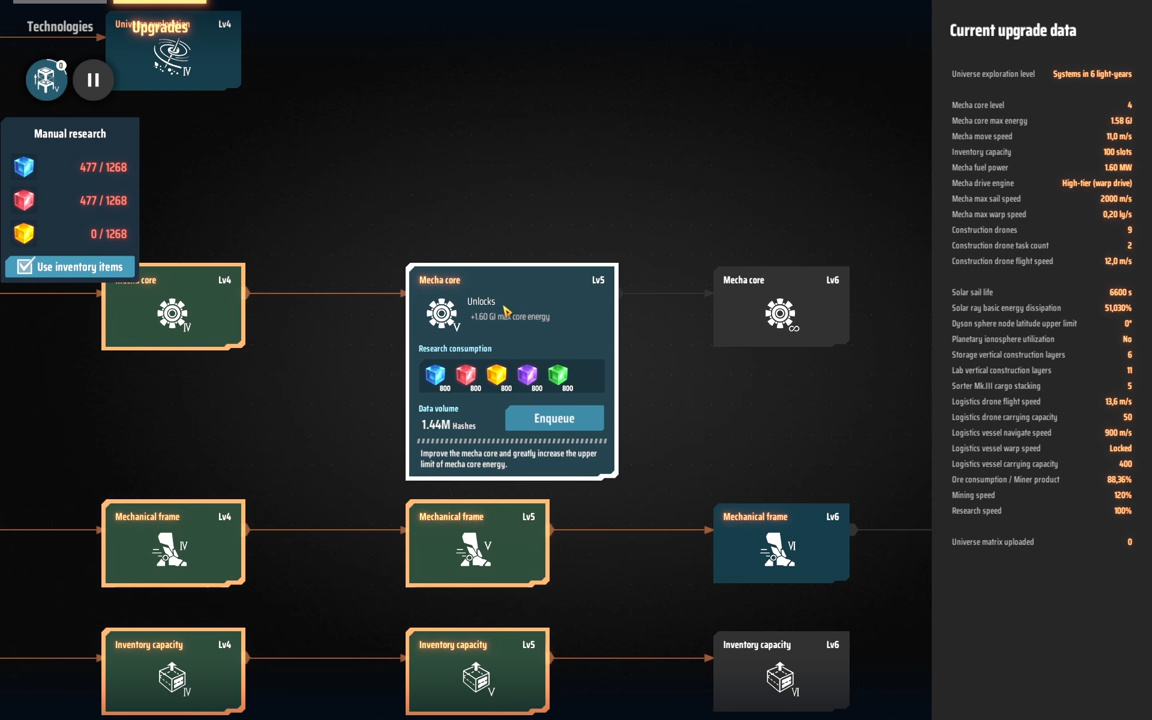 Technologies
Upgrades
Universe exploration Lv4
IV
0
V
Manual research
477 / 1268
477 / 1268
0 / 1268
Use inventory items
Mecha core Lv4
IV
Mecha core Lv5
Unlocks
+1.60 GJ max core energy
V
Research consumption
800 800 800 800 800
Data volume
1.44M Hashes
Enqueue
Improve the mecha core and greatly increase the upper
limit of mecha core energy.
Mecha core Lv6
∞
Mechanical frame Lv4
IV
Mechanical frame Lv5
V
Mechanical frame Lv6
VI
Inventory capacity Lv4
IV
Inventory capacity Lv5
V
Inventory capacity Lv6
VI
Current upgrade data
Universe exploration level Systems in 6 light-years
Mecha core level 4
Mecha core max energy 1.58 GJ
Mecha move speed 11,0 m/s
Inventory capacity 100 slots
Mecha fuel power 1.60 MW
Mecha drive engine High-tier (warp drive)
Mecha max sail speed 2000 m/s
Mecha max warp speed 0,20 ly/s
Construction drones 9
Construction drone task count 2
Construction drone flight speed 12,0 m/s
Solar sail life 6600 s
Solar ray basic energy dissipation 51,030%
Dyson sphere node latitude upper limit 0°
Planetary ionosphere utilization No
Storage vertical construction layers 6
Lab vertical construction layers 11
Sorter Mk.III cargo stacking 5
Logistics drone flight speed 13,6 m/s
Logistics drone carrying capacity 50
Logistics vessel navigate speed 900 m/s
Logistics vessel warp speed Locked
Logistics vessel carrying capacity 400
Ore consumption / Miner product 88,36%
Mining speed 120%
Research speed 100%
Universe matrix uploaded 0